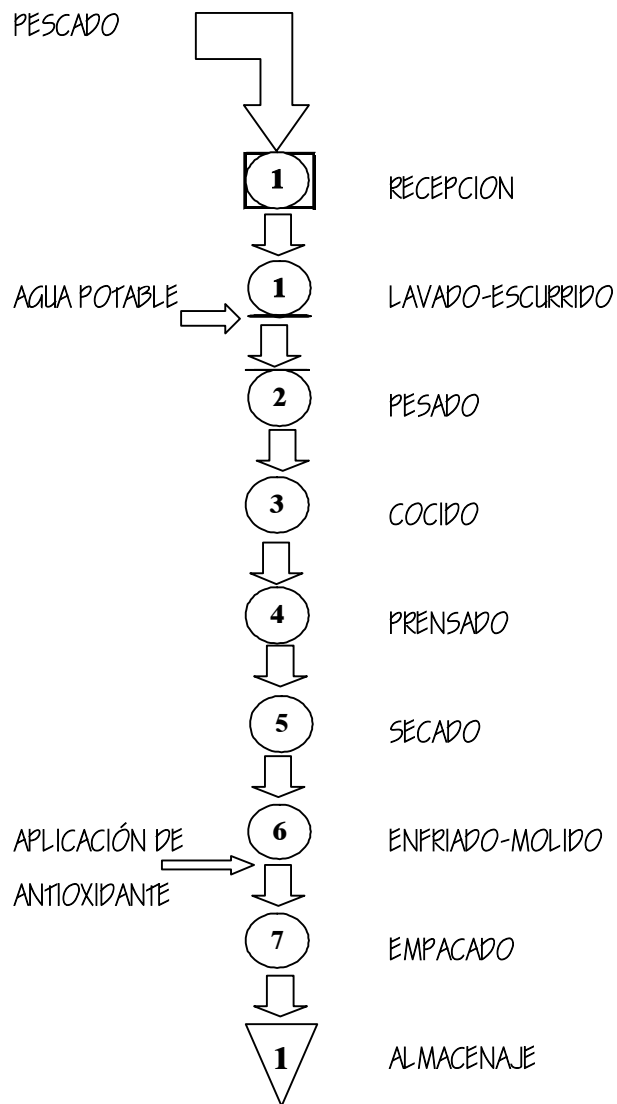 PESCADO
1 RECEPCION
AGUA POTABLE 1 LAVADO-ESCURRIDO
2 PESADO
3 COCIDO
4 PRENSADO
5 SECADO
APLICACIÓN DE 6 ENFRIADO-MOLIDO
ANTIOXIDANTE
7 EMPACADO
1 ALMACENAJE